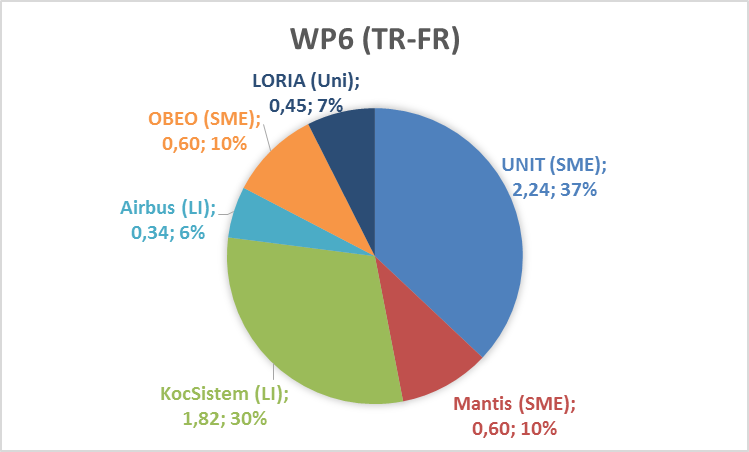 WP6 (TR-FR)
LORIA (Uni);
0,45; 7%
OBEO (SME);
0,60; 10%
UNIT (SME);
2,24; 37%
Airbus (LI);
0,34; 6%
KocSistem (LI);
1,82; 30%
Mantis (SME);
0,60; 10%